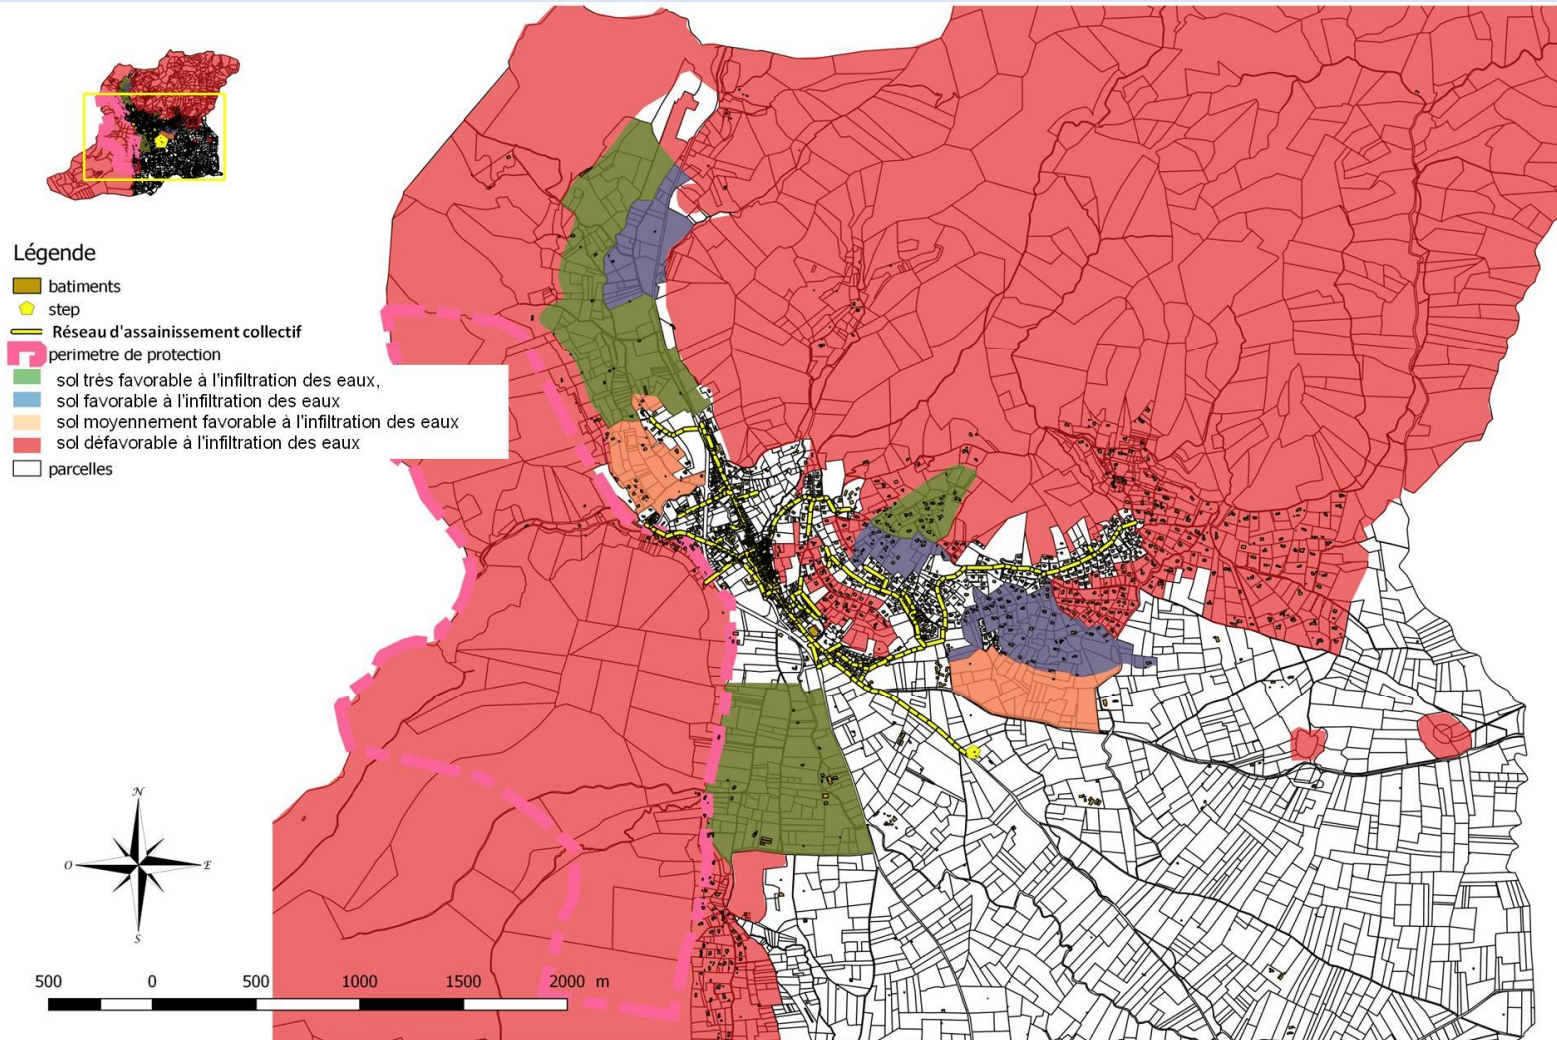 Légende
batiments
step
Réseau d'assainissement collectif
perimetre de protection
sol très favorable à l'infiltration des eaux,
sol favorable à l'infiltration des eaux
sol moyennement favorable à l'infiltration des eaux
sol défavorable à l'infiltration des eaux
parcelles
N
O E
S
500 0 500 1000 1500 2000 m